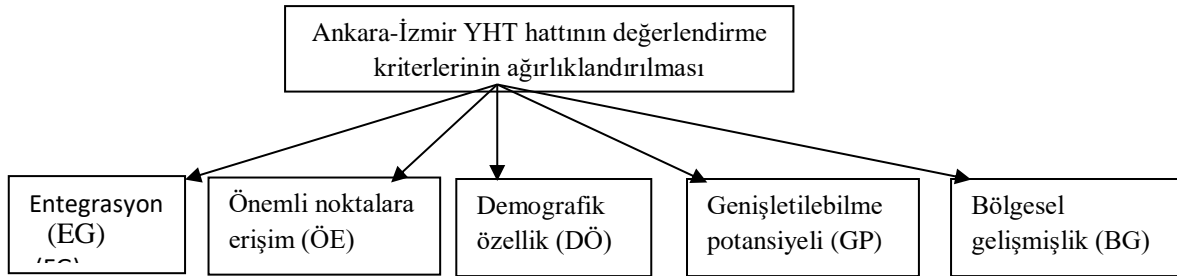 Ankara-İzmir YHT hattının değerlendirme
kriterlerinin ağırlıklandırılması
Entegrasyon
(EG)
Önemli noktalara
erişim (ÖE)
Demografik
özellik (DÖ)
Genişletilebilme
potansiyeli (GP)
Bölgesel
gelişmişlik (BG)